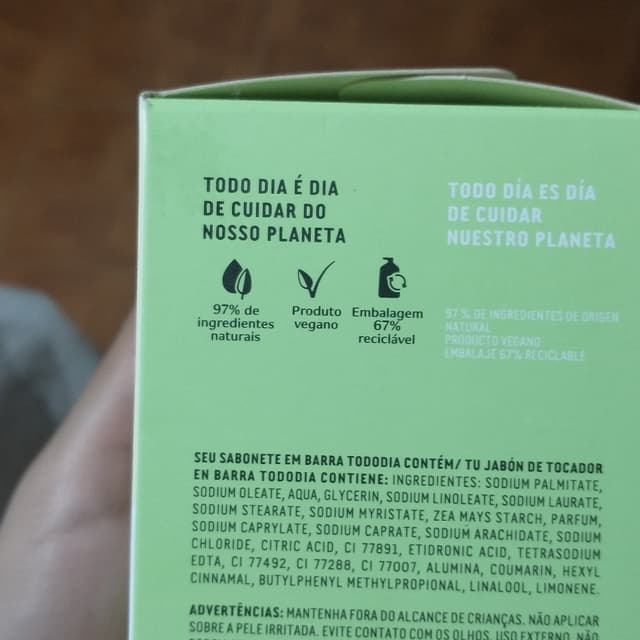 TODO DIA É DIA
DE CUIDAR DO
NOSSO PLANETA
97% de
ingredientes
naturais
Produto
vegano
Embalagem
67%
reciclável
TODO DÍA ES DÍA
DE CUIDAR
NUESTRO PLANETA
97 % DE INGREDIENTES DE ORIGEN
NATURAL
PRODUCTO VEGANO
EMBALAJE 67% RECICLABLE
SEU SABONETE EM BARRA TODODIA CONTÉM/ TU JABÓN DE TOCADOR
EN BARRA TODODIA CONTIENE: INGREDIENTES: SODIUM PALMITATE,
SODIUM OLEATE, AQUA, GLYCERIN, SODIUM LINOLEATE, SODIUM LAURATE,
SODIUM STEARATE, SODIUM MYRISTATE, ZEA MAYS STARCH, PARFUM,
SODIUM CAPRYLATE, SODIUM CAPRATE, SODIUM ARACHIDATE, SODIUM
CHLORIDE, CITRIC ACID, CI 77891, ETIDRONIC ACID, TETRASODIUM
EDTA, CI 77492, CI 77288, CI 77007, ALUMINA, COUMARIN, HEXYL
CINNAMAL, BUTYLPHENYL METHYLPROPIONAL, LINALOOL, LIMONENE.
ADVERTÊNCIAS: MANTENHA FORA DO ALCANCE DE CRIANÇAS. NÃO APLICAR
SOBRE A PELE IRRITADA. EVITE CONTATO COM OS OLHOS. USO EXTERNO. NÃO